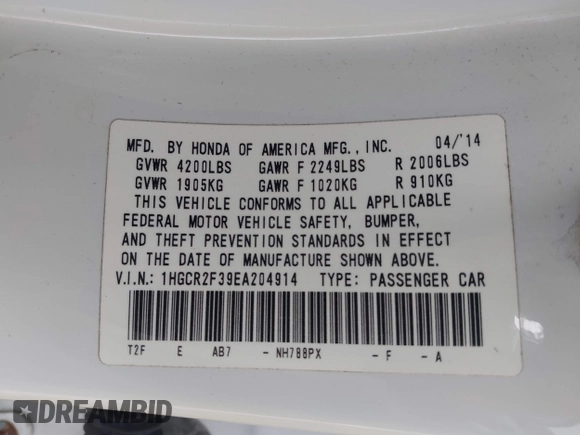 MFD. BY HONDA OF AMERICA MFG., INC. 04/'14
GVWR 4200LBS GAWR F 2249LBS R 2006LBS
GVWR 1905KG GAWR F 1020KG R 910KG
THIS VEHICLE CONFORMS TO ALL APPLICABLE
FEDERAL MOTOR VEHICLE SAFETY, BUMPER,
AND THEFT PREVENTION STANDARDS IN EFFECT
ON THE DATE OF MANUFACTURE SHOWN ABOVE.
V.I.N.: 1HGCR2F39EA204914 TYPE: PASSENGER CAR
T2F E AB7 - NH788PX - F - A
DREAMBID